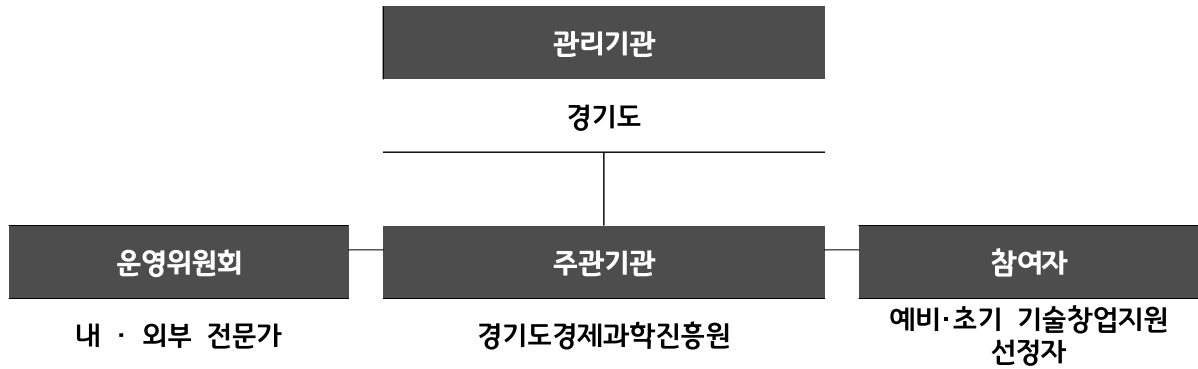 관리기관
경기도
운영위원회
주관기관
참여자
내 · 외부 전문가
경기도경제과학진흥원
예비·초기 기술창업지원
선정자